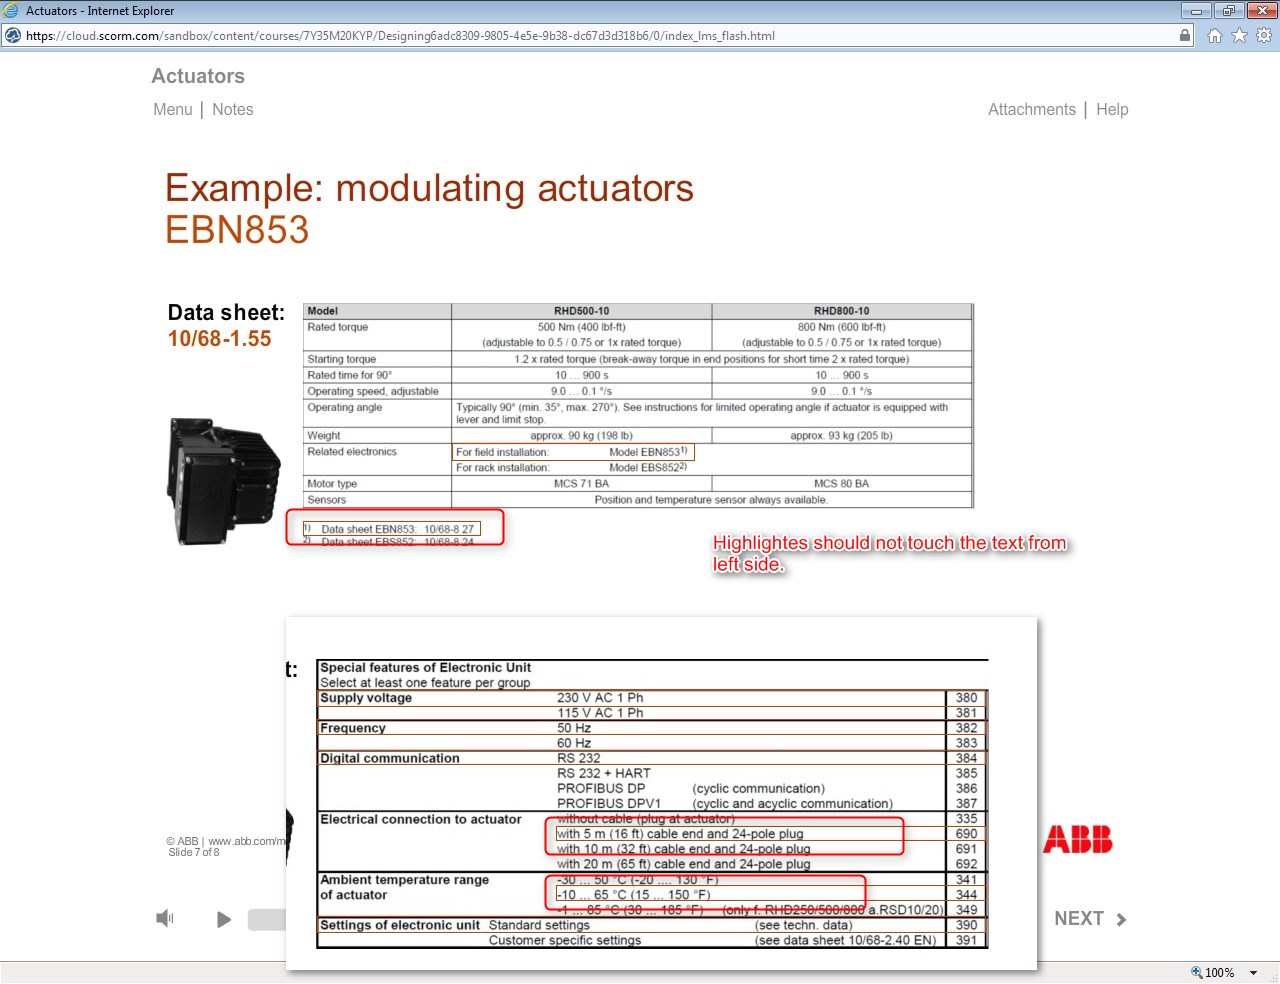 Actuators - Internet Explorer
https://cloud.scorm.com/sandbox/content/courses/7Y35M20KYP/Designing6adc8309-9805-4e5e-9b38-dc67d3d318b6/0/index_lms_flash.html
Actuators
Menu | Notes
Attachments | Help
Example: modulating actuators
EBN853
Data sheet:
10/68-1.55
Model RHD500-10 RHD800-10
Rated torque 500 Nm (400 lbf-ft) 800 Nm (600 lbf-ft)
(adjustable to 0.5 / 0.75 or 1x rated torque) (adjustable to 0.5 / 0.75 or 1x rated torque)
Starting torque 1.2 x rated torque (break-away torque in end positions for short time 2 x rated torque)
Rated time for 90° 10 ... 900 s 10 ... 900 s
Operating speed, adjustable 9.0 ... 0.1 °/s 9.0 ... 0.1 °/s
Operating angle Typically 90° (min. 35°, max. 270°). See instructions for limited operating angle if actuator is equipped with
lever and limit stop.
Weight approx. 90 kg (198 lb) approx. 93 kg (205 lb)
Related electronics For field installation: Model EBN853 1)
For rack installation: Model EBS852 2)
Motor type MCS 71 BA MCS 80 BA
Sensors Position and temperature sensor always available.
1) Data sheet EBN853: 10/68-8 27
2) Data sheet EBS852: 10/68-8 24
Highlightes should not touch the text from
left side.
t:
Special features of Electronic Unit
Select at least one feature per group
Supply voltage 230 V AC 1 Ph 380
115 V AC 1 Ph 381
Frequency 50 Hz 382
60 Hz 383
Digital communication RS 232 384
RS 232 + HART 385
PROFIBUS DP (cyclic communication) 386
PROFIBUS DPV1 (cyclic and acyclic communication) 387
Electrical connection to actuator without cable (plug at actuator) 335
with 5 m (16 ft) cable end and 24-pole plug 690
with 10 m (32 ft) cable end and 24-pole plug 691
with 20 m (65 ft) cable end and 24-pole plug 692
Ambient temperature range -30 ... 50 °C (-20 .... 130 °F) 341
of actuator -10 ... 65 °C (15 ... 150 °F) 344
-1 ... 85 °C (30 ... 185 °F) (only f. RHD250/500/800 a.RSD10/20) 349
Settings of electronic unit Standard settings (see techn. data) 390
Customer specific settings (see data sheet 10/68-2.40 EN) 391
© ABB | www.abb.com/m
Slide 7 of 8
ABB
NEXT
100%